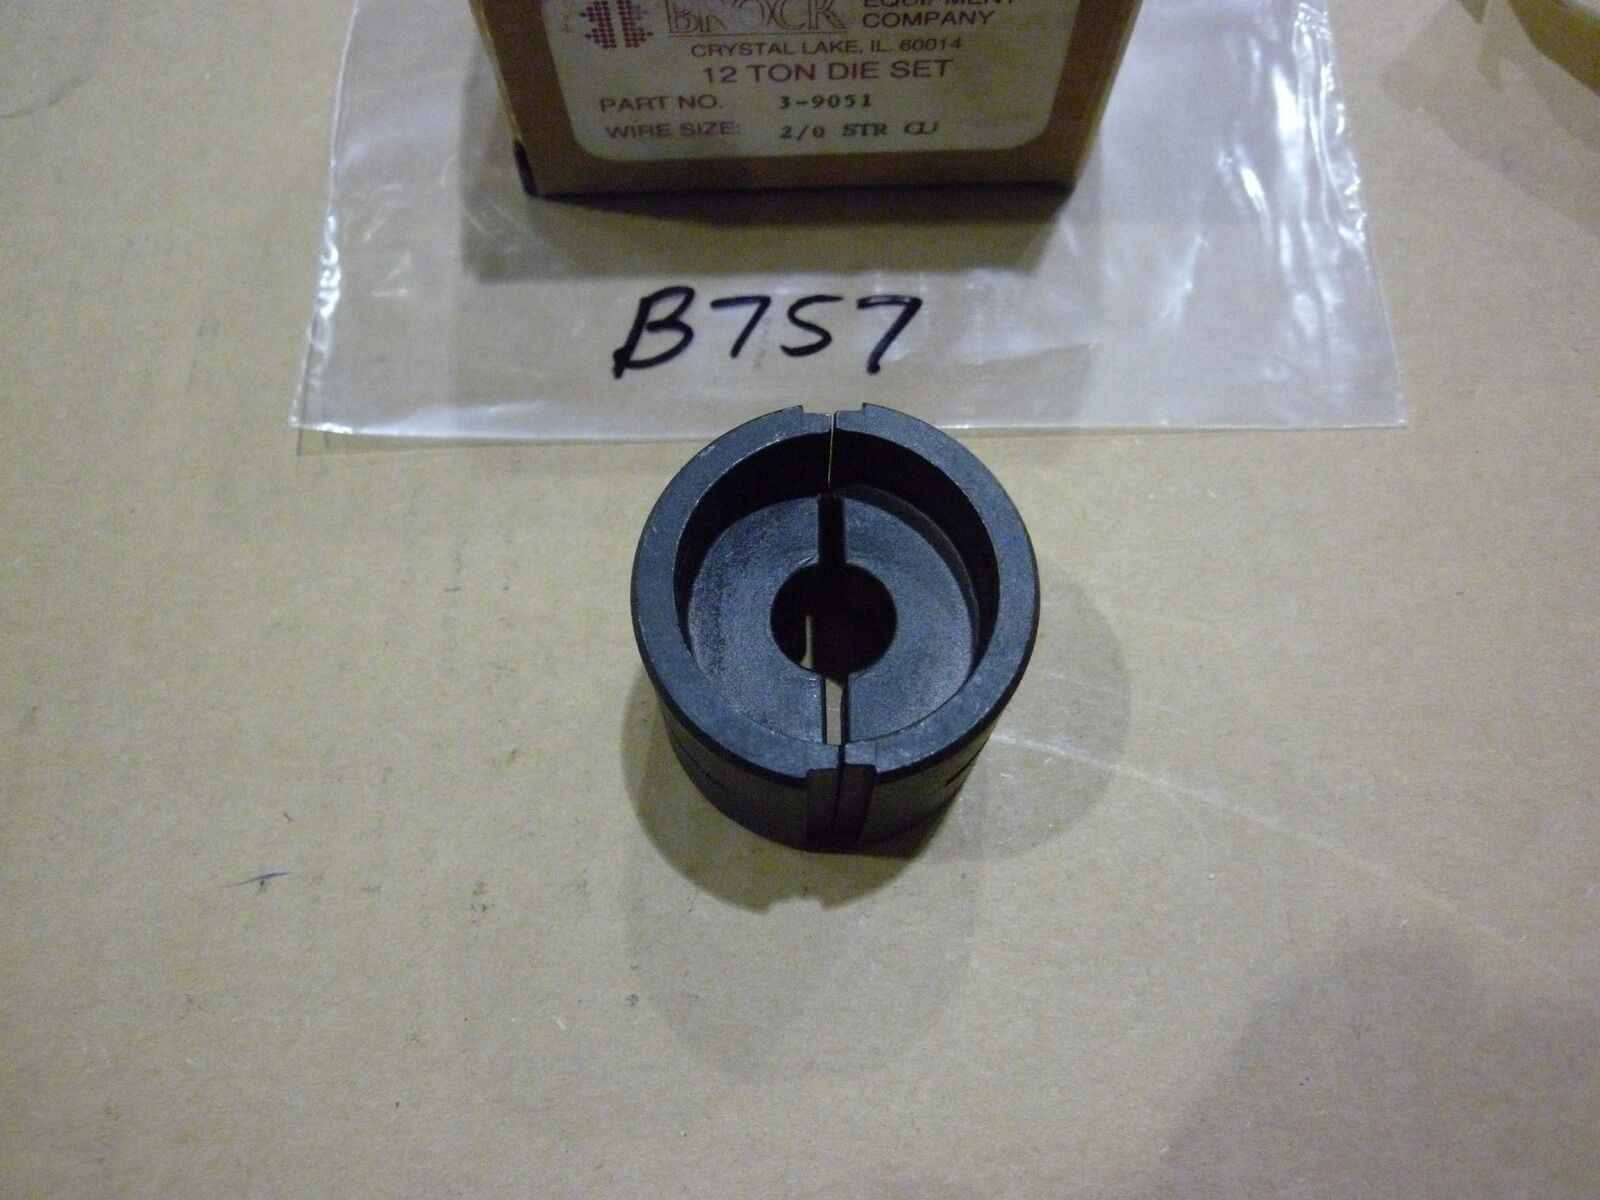 BROCK EQUIPMENT
COMPANY
CRYSTAL LAKE, IL. 60014
12 TON DIE SET
PART NO. 3-9051
WIRE SIZE: 2/0 STR CU
B757